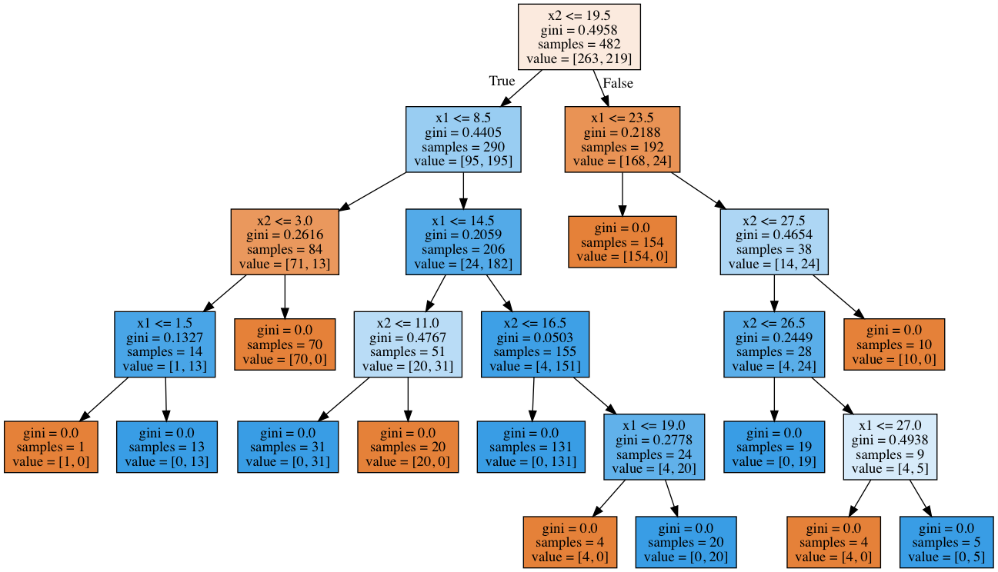 x2 <= 19.5
gini = 0.4958
samples = 482
value = [263, 219]
True
False
x1 <= 8.5
gini = 0.4405
samples = 290
value = [95, 195]
x1 <= 23.5
gini = 0.2188
samples = 192
value = [168, 24]
x2 <= 3.0
gini = 0.2616
samples = 84
value = [71, 13]
x1 <= 14.5
gini = 0.2059
samples = 206
value = [24, 182]
gini = 0.0
samples = 154
value = [154, 0]
x2 <= 27.5
gini = 0.4654
samples = 38
value = [14, 24]
x1 <= 1.5
gini = 0.1327
samples = 14
value = [1, 13]
gini = 0.0
samples = 70
value = [70, 0]
x2 <= 11.0
gini = 0.4767
samples = 51
value = [20, 31]
x2 <= 16.5
gini = 0.0503
samples = 155
value = [4, 151]
x2 <= 26.5
gini = 0.2449
samples = 28
value = [4, 24]
gini = 0.0
samples = 10
value = [10, 0]
gini = 0.0
samples = 1
value = [1, 0]
gini = 0.0
samples = 13
value = [0, 13]
gini = 0.0
samples = 31
value = [0, 31]
gini = 0.0
samples = 20
value = [20, 0]
gini = 0.0
samples = 131
value = [0, 131]
x1 <= 19.0
gini = 0.2778
samples = 24
value = [4, 20]
gini = 0.0
samples = 19
value = [0, 19]
x1 <= 27.0
gini = 0.4938
samples = 9
value = [4, 5]
gini = 0.0
samples = 4
value = [4, 0]
gini = 0.0
samples = 20
value = [0, 20]
gini = 0.0
samples = 4
value = [4, 0]
gini = 0.0
samples = 5
value = [0, 5]